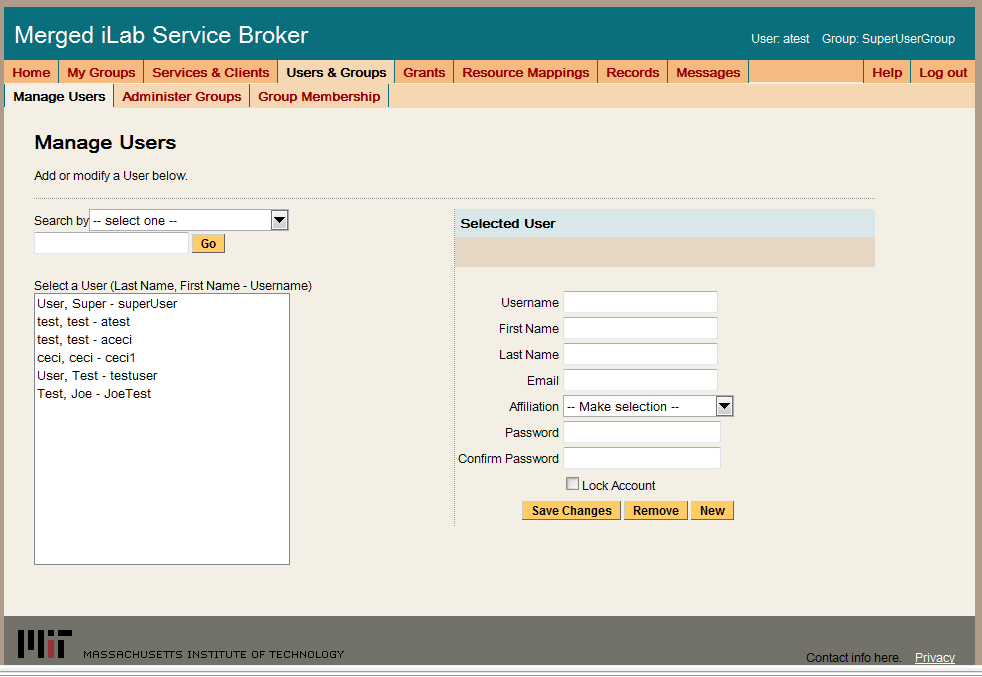 Merged iLab Service Broker
User: atest Group: SuperUserGroup
Home My Groups Services & Clients Users & Groups Grants Resource Mappings Records Messages Help Log out
Manage Users Administer Groups Group Membership
Manage Users
Add or modify a User below.
Search by -- select one --
Go
Select a User (Last Name, First Name - Username)
User, Super - superUser
test, test - atest
test, test - aceci
ceci, ceci - ceci1
User, Test - testuser
Test, Joe - JoeTest
Selected User
Username
First Name
Last Name
Email
Affiliation -- Make selection --
Password
Confirm Password
Lock Account
Save Changes Remove New
MIT MASSACHUSETTS INSTITUTE OF TECHNOLOGY
Contact info here. Privacy